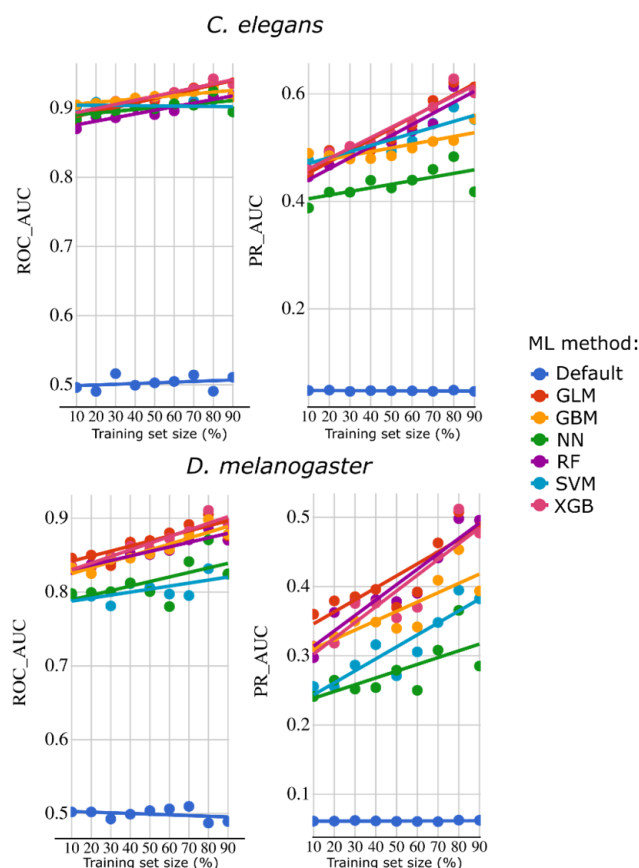 C. elegans
ROC_AUC
0.9
0.8
0.7
0.6
0.5
10 20 30 40 50 60 70 80 90
Training set size (%)
PR_AUC
0.6
0.4
0.2
10 20 30 40 50 60 70 80 90
Training set size (%)
ML method:
Default
GLM
GBM
NN
RF
SVM
XGB
D. melanogaster
ROC_AUC
0.9
0.8
0.7
0.6
0.5
10 20 30 40 50 60 70 80 90
Training set size (%)
PR_AUC
0.5
0.4
0.3
0.2
0.1
10 20 30 40 50 60 70 80 90
Training set size (%)